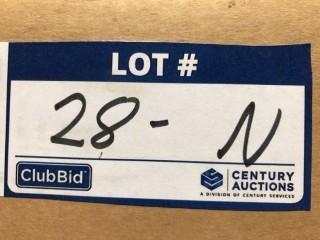 LOT #
28- N
ClubBid
CENTURY
AUCTIONS
A DIVISION OF CENTURY SERVICES